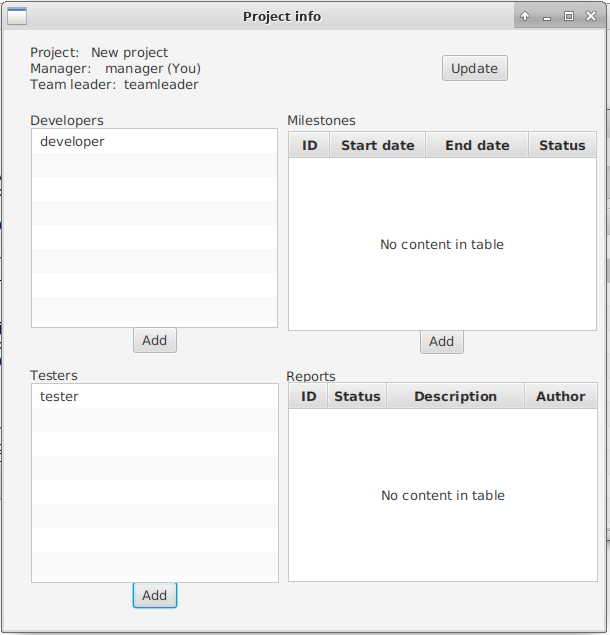 Project info
Project: New project
Manager: manager (You)
Team leader: teamleader
Update
Developers
developer
Add
Milestones
ID Start date End date Status
No content in table
Add
Testers
tester
Add
Reports
ID Status Description Author
No content in table